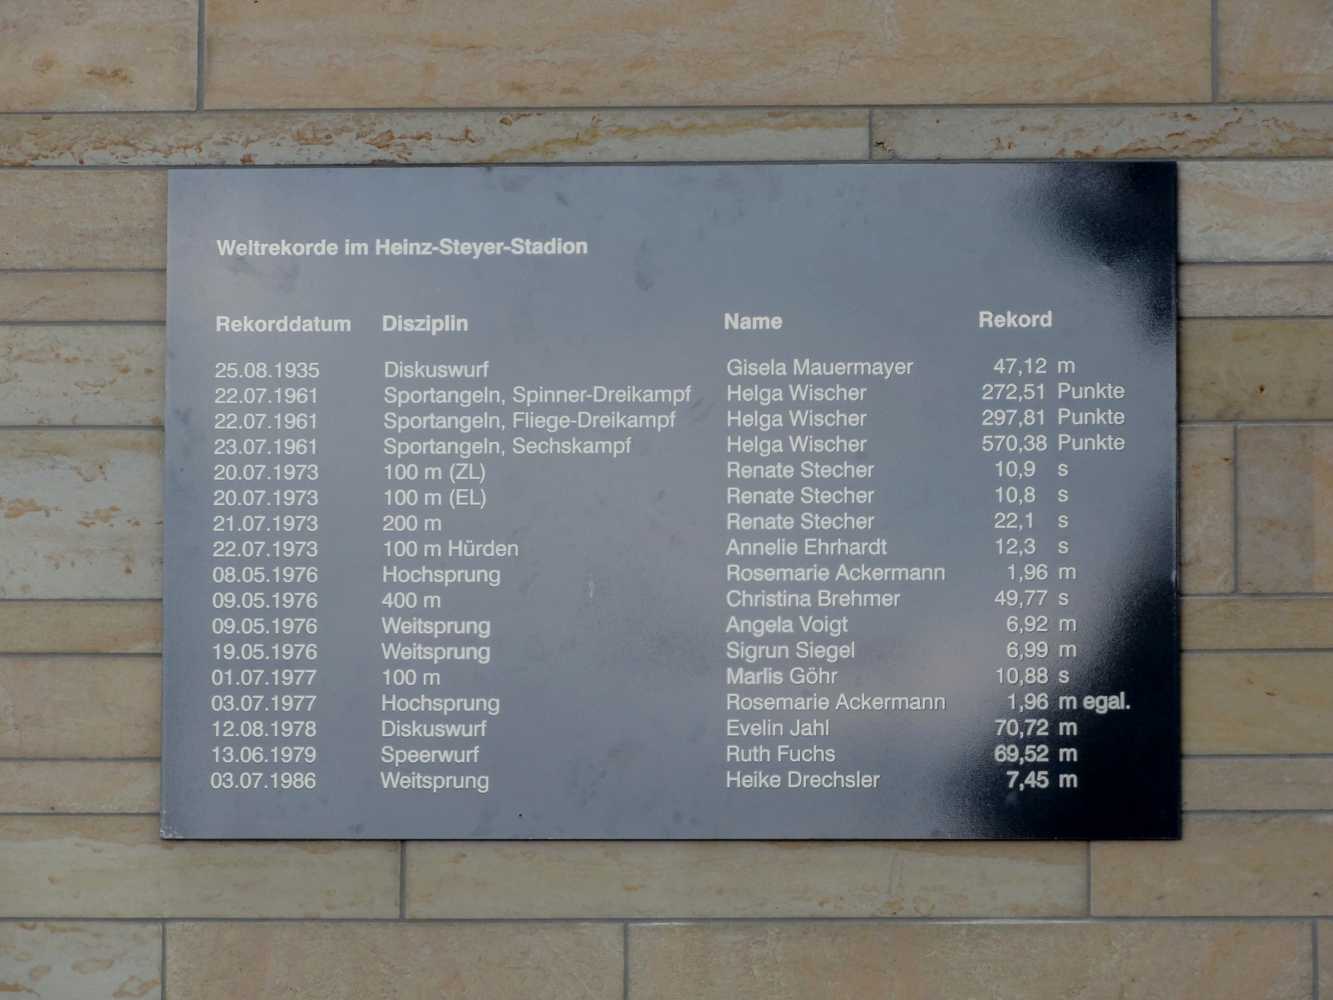 Weltrekorde im Heinz-Steyer-Stadion
Rekorddatum Disziplin Name Rekord
25.08.1935 Diskuswurf Gisela Mauermayer 47,12 m
22.07.1961 Sportangeln, Spinner-Dreikampf Helga Wischer 272,51 Punkte
22.07.1961 Sportangeln, Fliege-Dreikampf Helga Wischer 297,81 Punkte
23.07.1961 Sportangeln, Sechskampf Helga Wischer 570,38 Punkte
20.07.1973 100 m (ZL) Renate Stecher 10,9 s
20.07.1973 100 m (EL) Renate Stecher 10,8 s
21.07.1973 200 m Renate Stecher 22,1 s
22.07.1973 100 m Hürden Annelie Ehrhardt 12,3 s
08.05.1976 Hochsprung Rosemarie Ackermann 1,96 m
09.05.1976 400 m Christina Brehmer 49,77 s
09.05.1976 Weitsprung Angela Voigt 6,92 m
19.05.1976 Weitsprung Sigrun Siegel 6,99 m
01.07.1977 100 m Marlis Göhr 10,88 s
03.07.1977 Hochsprung Rosemarie Ackermann 1,96 m egal.
12.08.1978 Diskuswurf Evelin Jahl 70,72 m
13.06.1979 Speerwurf Ruth Fuchs 69,52 m
03.07.1986 Weitsprung Heike Drechsler 7,45 m